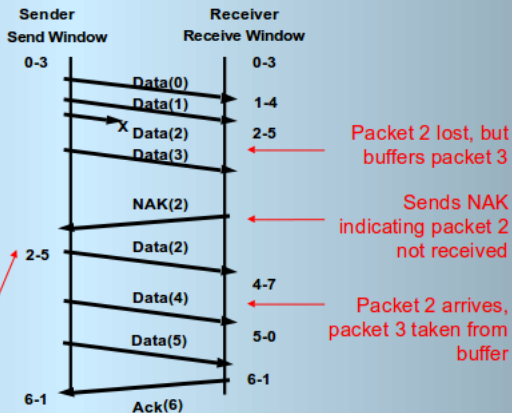 Sender
Receiver
Send Window
Receive Window
0-3
0-3
Data(0)
1-4
Data(1)
X
Data(2)
2-5
Data(3)
Packet 2 lost, but
buffers packet 3
NAK(2)
Sends NAK
indicating packet 2
not received
2-5
Data(2)
4-7
Data(4)
Packet 2 arrives,
packet 3 taken from
buffer
5-0
Data(5)
6-1
6-1
Ack(6)